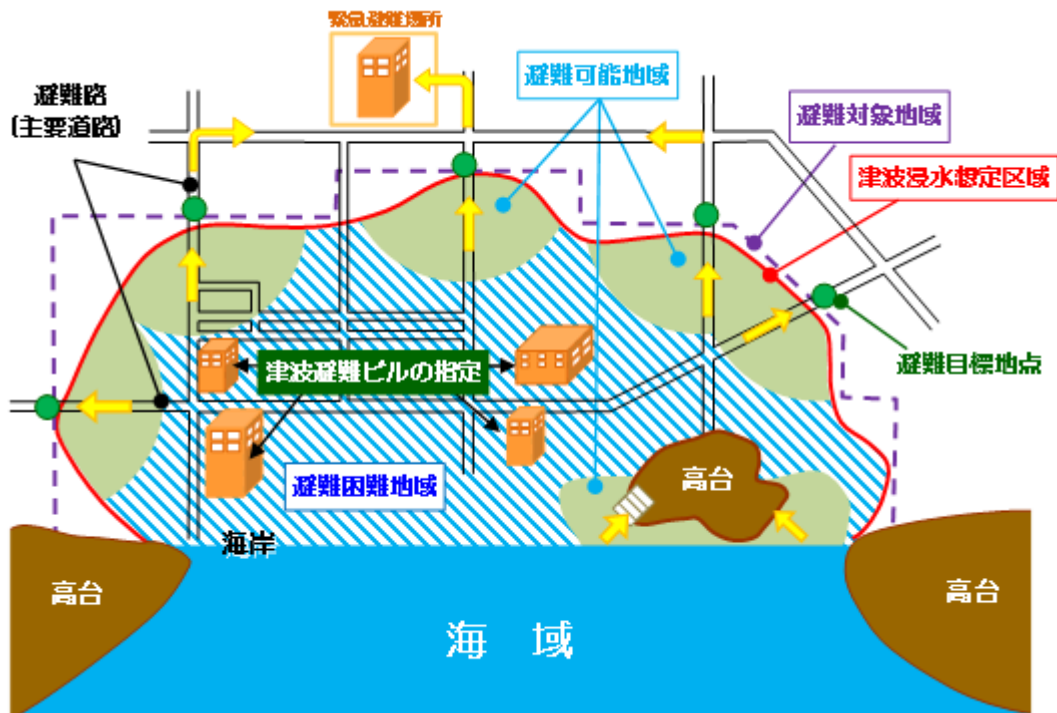 緊急避難場所
避難可能地域
避難路
(主要道路)
避難対象地域
津波浸水想定区域
避難目標地点
津波避難ビルの指定
高台
避難困難地域
海岸
高台
高台
海 域